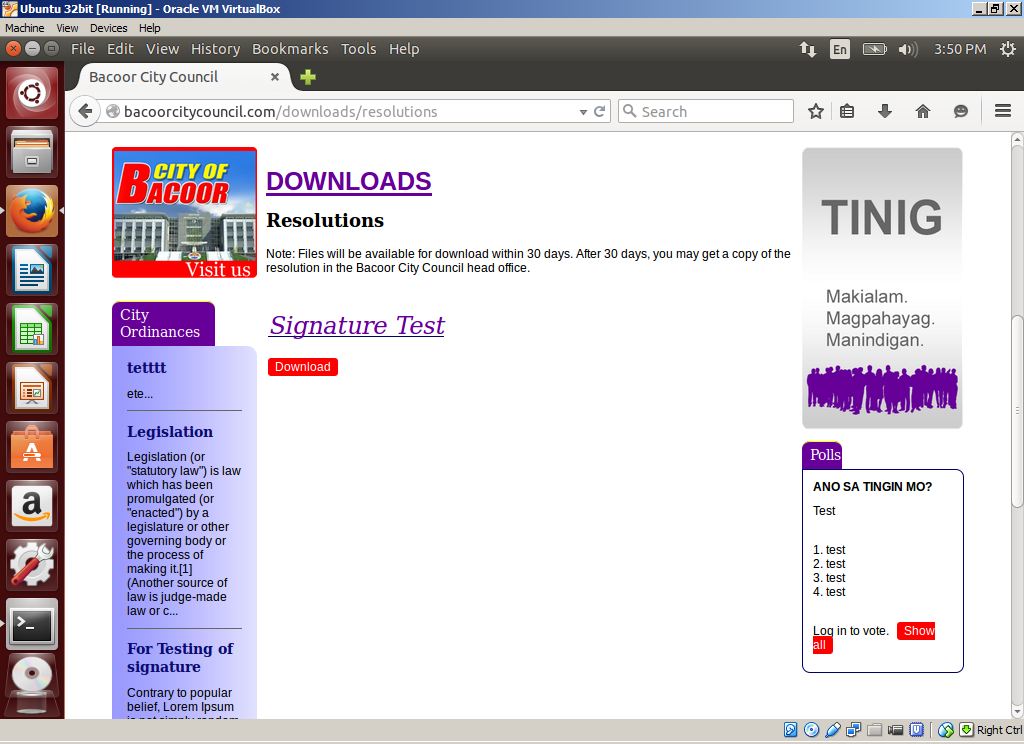 Ubuntu 32bit [Running] - Oracle VM VirtualBox
Machine View Devices Help
File Edit View History Bookmarks Tools Help
En
3:50 PM
Bacoor City Council
bacoorcitycouncil.com/downloads/resolutions
Search
CITY OF
BACOOR
Visit us
DOWNLOADS
Resolutions
Note: Files will be available for download within 30 days. After 30 days, you may get a copy of the
resolution in the Bacoor City Council head office.
Signature Test
Download
City
Ordinances
tetttt
ete...
Legislation
Legislation (or
"statutory law") is law
which has been
promulgated (or
"enacted") by a
legislature or other
governing body or
the process of
making it.[1]
(Another source of
law is judge-made
law or c...
For Testing of
signature
Contrary to popular
belief, Lorem Ipsum
is not simply random
TINIG
Makialam.
Magpahayag.
Manindigan.
Polls
ANO SA TINGIN MO?
Test
1. test
2. test
3. test
4. test
Log in to vote. Show
all
Right Ctrl